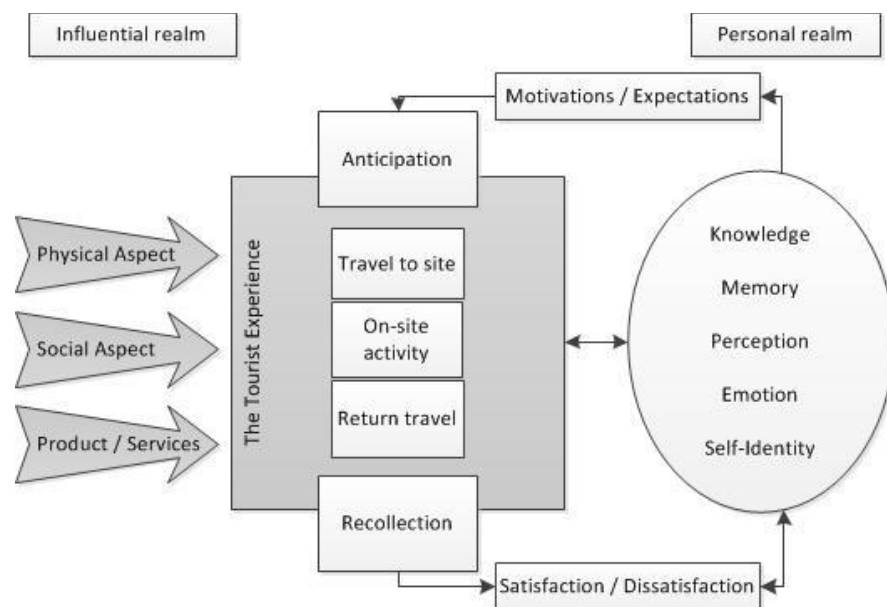 Influential realm
Personal realm
Motivations / Expectations
Anticipation
Physical Aspect
Social Aspect
Product / Services
The Tourist Experience
Travel to site
On-site
activity
Return travel
Recollection
Knowledge
Memory
Perception
Emotion
Self-Identity
Satisfaction / Dissatisfaction